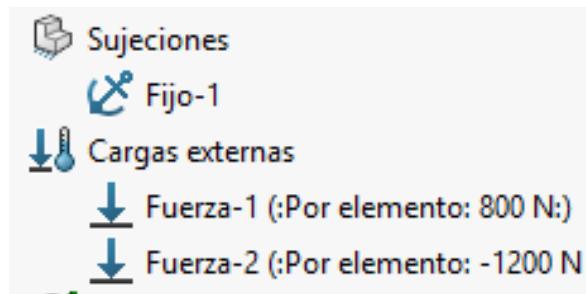 Sujeciones
Fijo-1
Cargas externas
Fuerza-1 (:Por elemento: 800 N:)
Fuerza-2 (:Por elemento: -1200 N